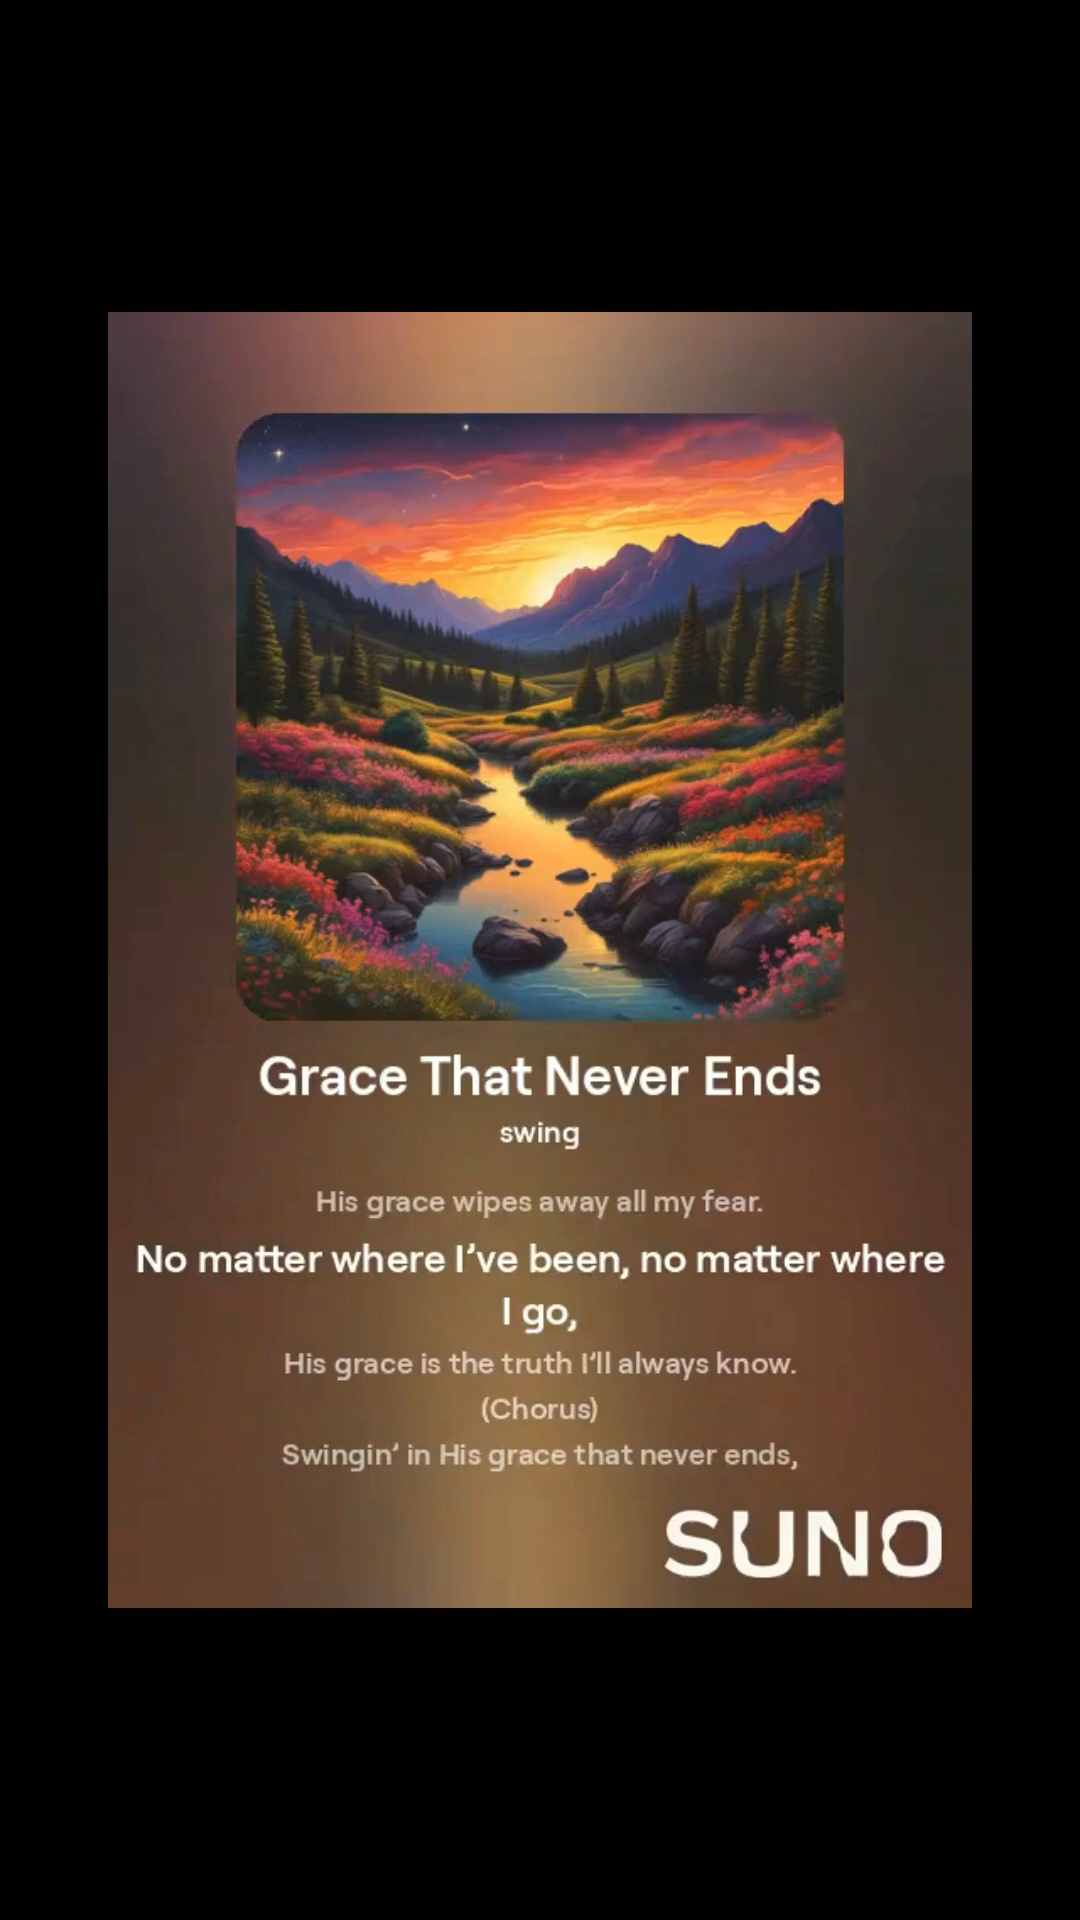 Grace That Never Ends
swing
His grace wipes away all my fear.
No matter where I’ve been, no matter where
I go,
His grace is the truth I’ll always know.
(Chorus)
Swingin’ in His grace that never ends,
SUNO